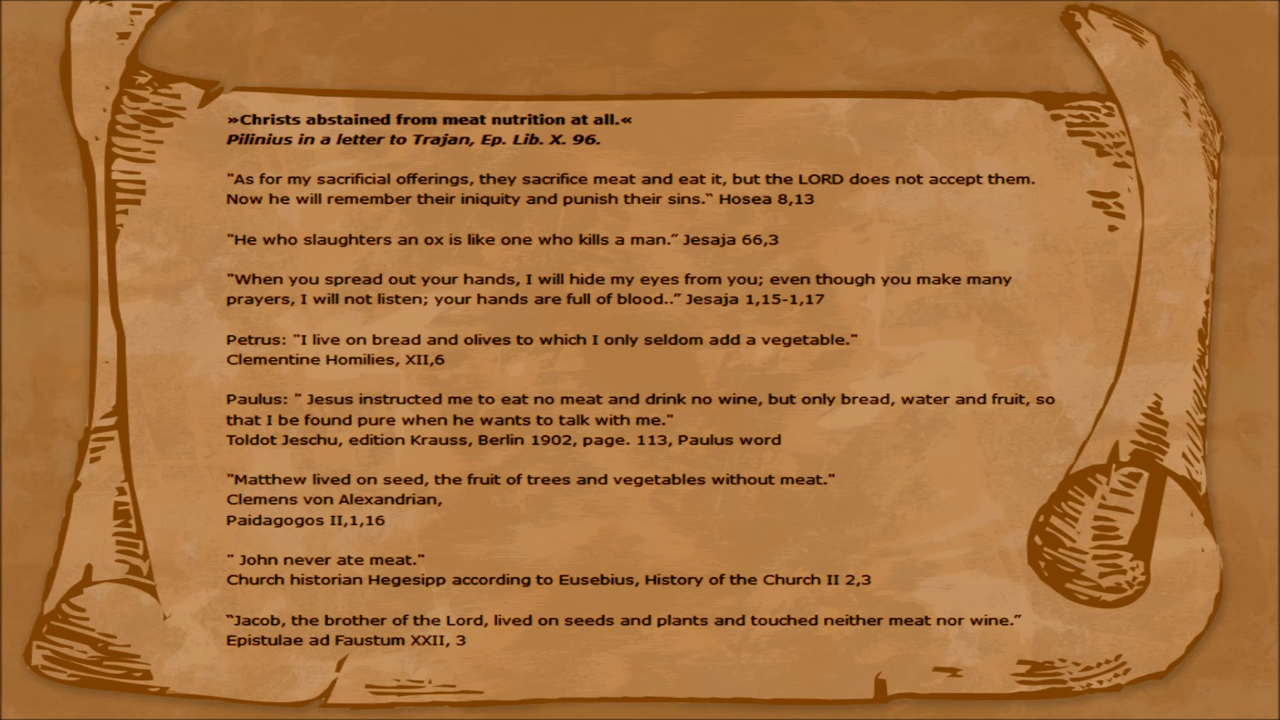 »Christs abstained from meat nutrition at all.«
Pilinius in a letter to Trajan, Ep. Lib. X. 96.
"As for my sacrificial offerings, they sacrifice meat and eat it, but the LORD does not accept them.
Now he will remember their iniquity and punish their sins.“ Hosea 8,13
"He who slaughters an ox is like one who kills a man.” Jesaja 66,3
"When you spread out your hands, I will hide my eyes from you; even though you make many
prayers, I will not listen; your hands are full of blood..” Jesaja 1,15-1,17
Petrus: "I live on bread and olives to which I only seldom add a vegetable."
Clementine Homilies, XII,6
Paulus: " Jesus instructed me to eat no meat and drink no wine, but only bread, water and fruit, so
that I be found pure when he wants to talk with me."
Toldot Jeschu, edition Krauss, Berlin 1902, page. 113, Paulus word
"Matthew lived on seed, the fruit of trees and vegetables without meat."
Clemens von Alexandrian,
Paidagogos II,1,16
" John never ate meat."
Church historian Hegesipp according to Eusebius, History of the Church II 2,3
“Jacob, the brother of the Lord, lived on seeds and plants and touched neither meat nor wine.”
Epistulae ad Faustum XXII, 3